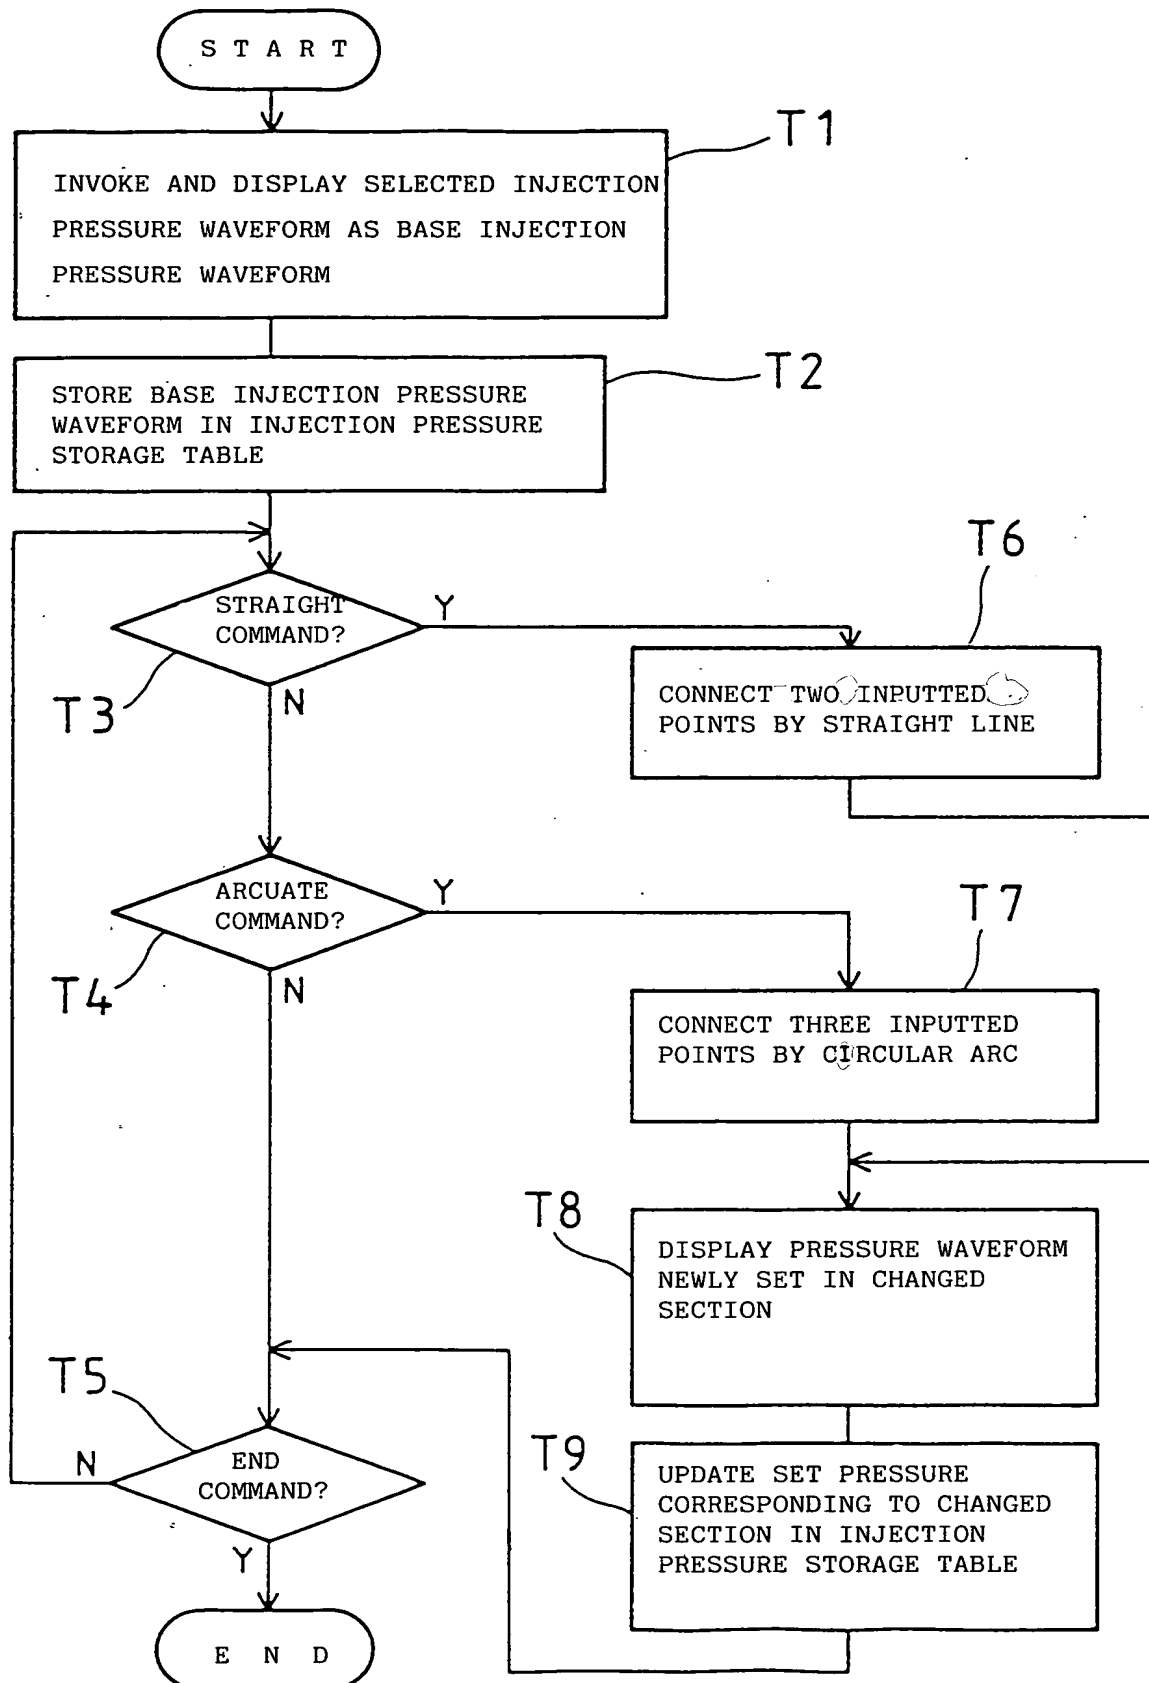 S T A R T
T1
INVOKE AND DISPLAY SELECTED INJECTION
PRESSURE WAVEFORM AS BASE INJECTION
PRESSURE WAVEFORM
T2
STORE BASE INJECTION PRESSURE
WAVEFORM IN INJECTION PRESSURE
STORAGE TABLE
T6
STRAIGHT
COMMAND?
Y
T3
N
CONNECT TWO INPUTTED
POINTS BY STRAIGHT LINE
ARCUATE
COMMAND?
Y
T4
N
T7
CONNECT THREE INPUTTED
POINTS BY CIRCULAR ARC
T8
DISPLAY PRESSURE WAVEFORM
NEWLY SET IN CHANGED
SECTION
T5
END
COMMAND?
N
Y
T9
UPDATE SET PRESSURE
CORRESPONDING TO CHANGED
SECTION IN INJECTION
PRESSURE STORAGE TABLE
E N D